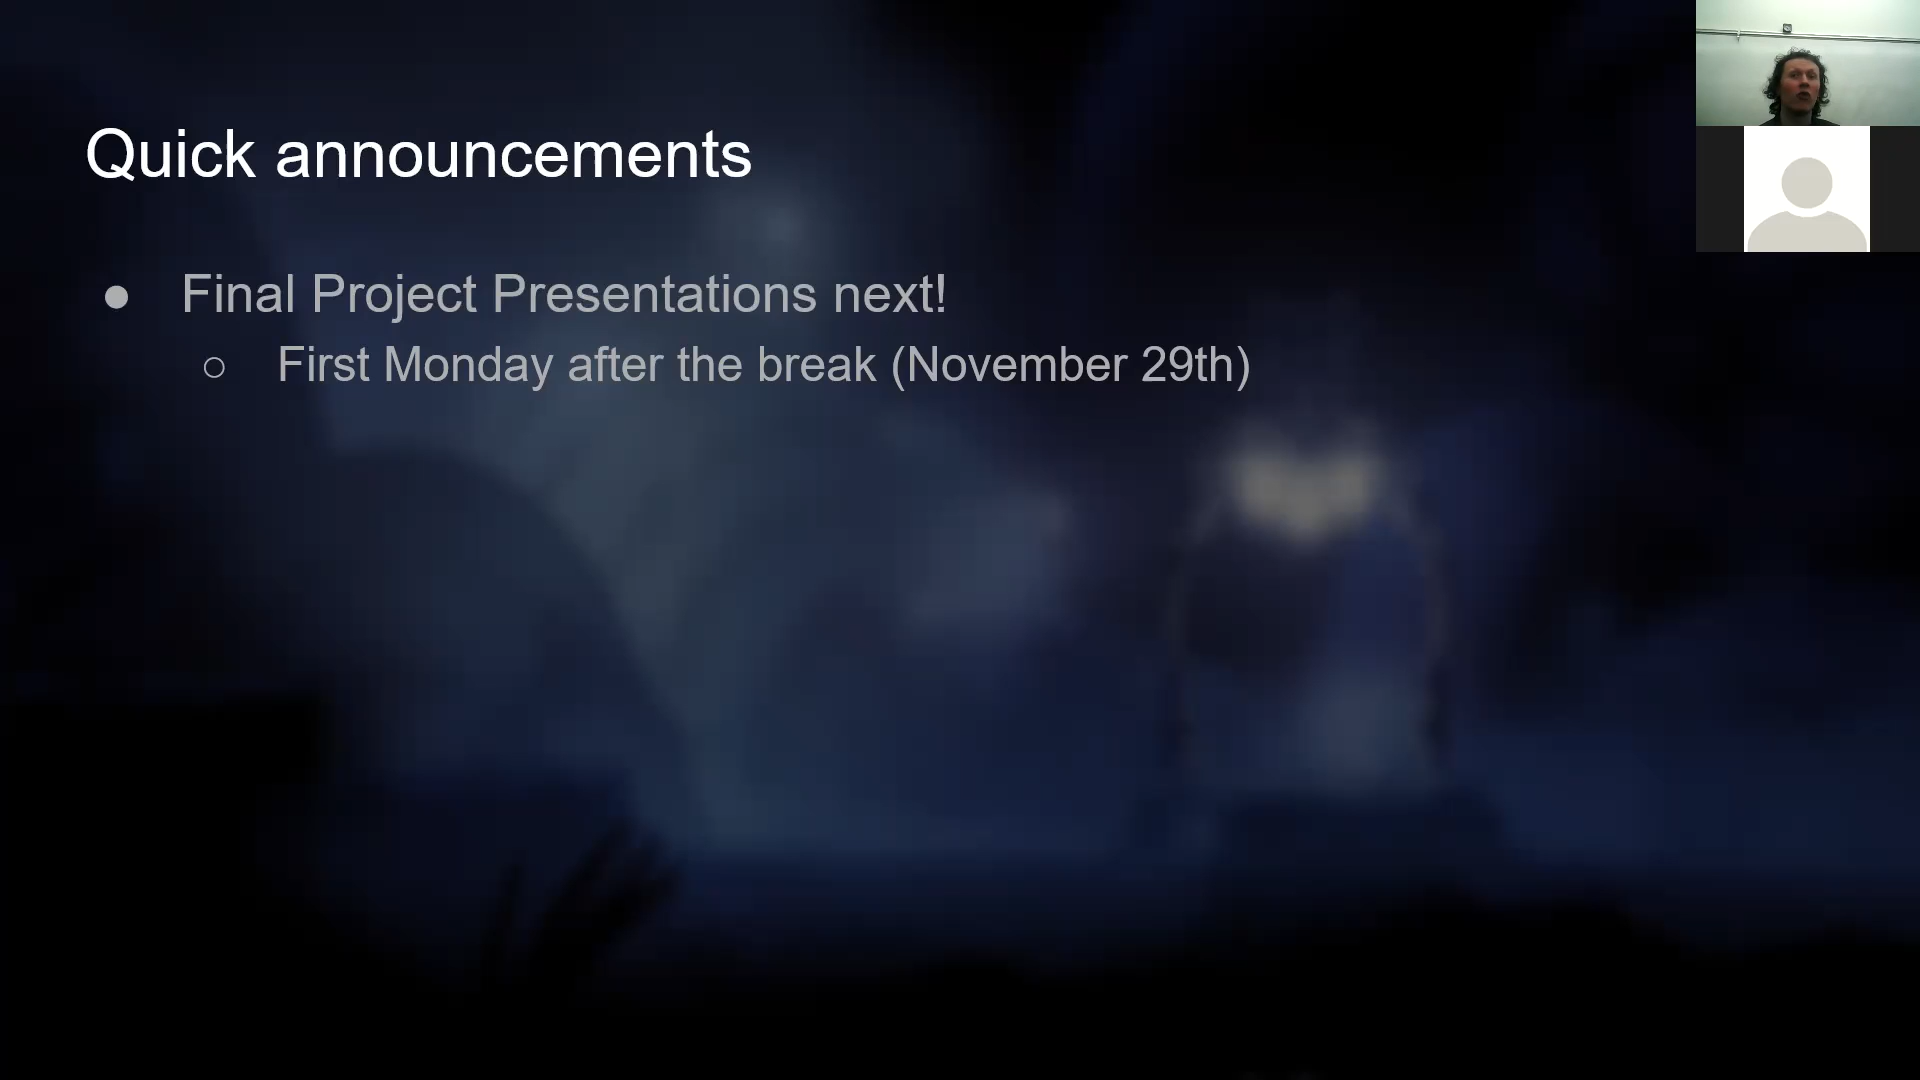 Quick announcements
● Final Project Presentations next!
○ First Monday after the break (November 29th)